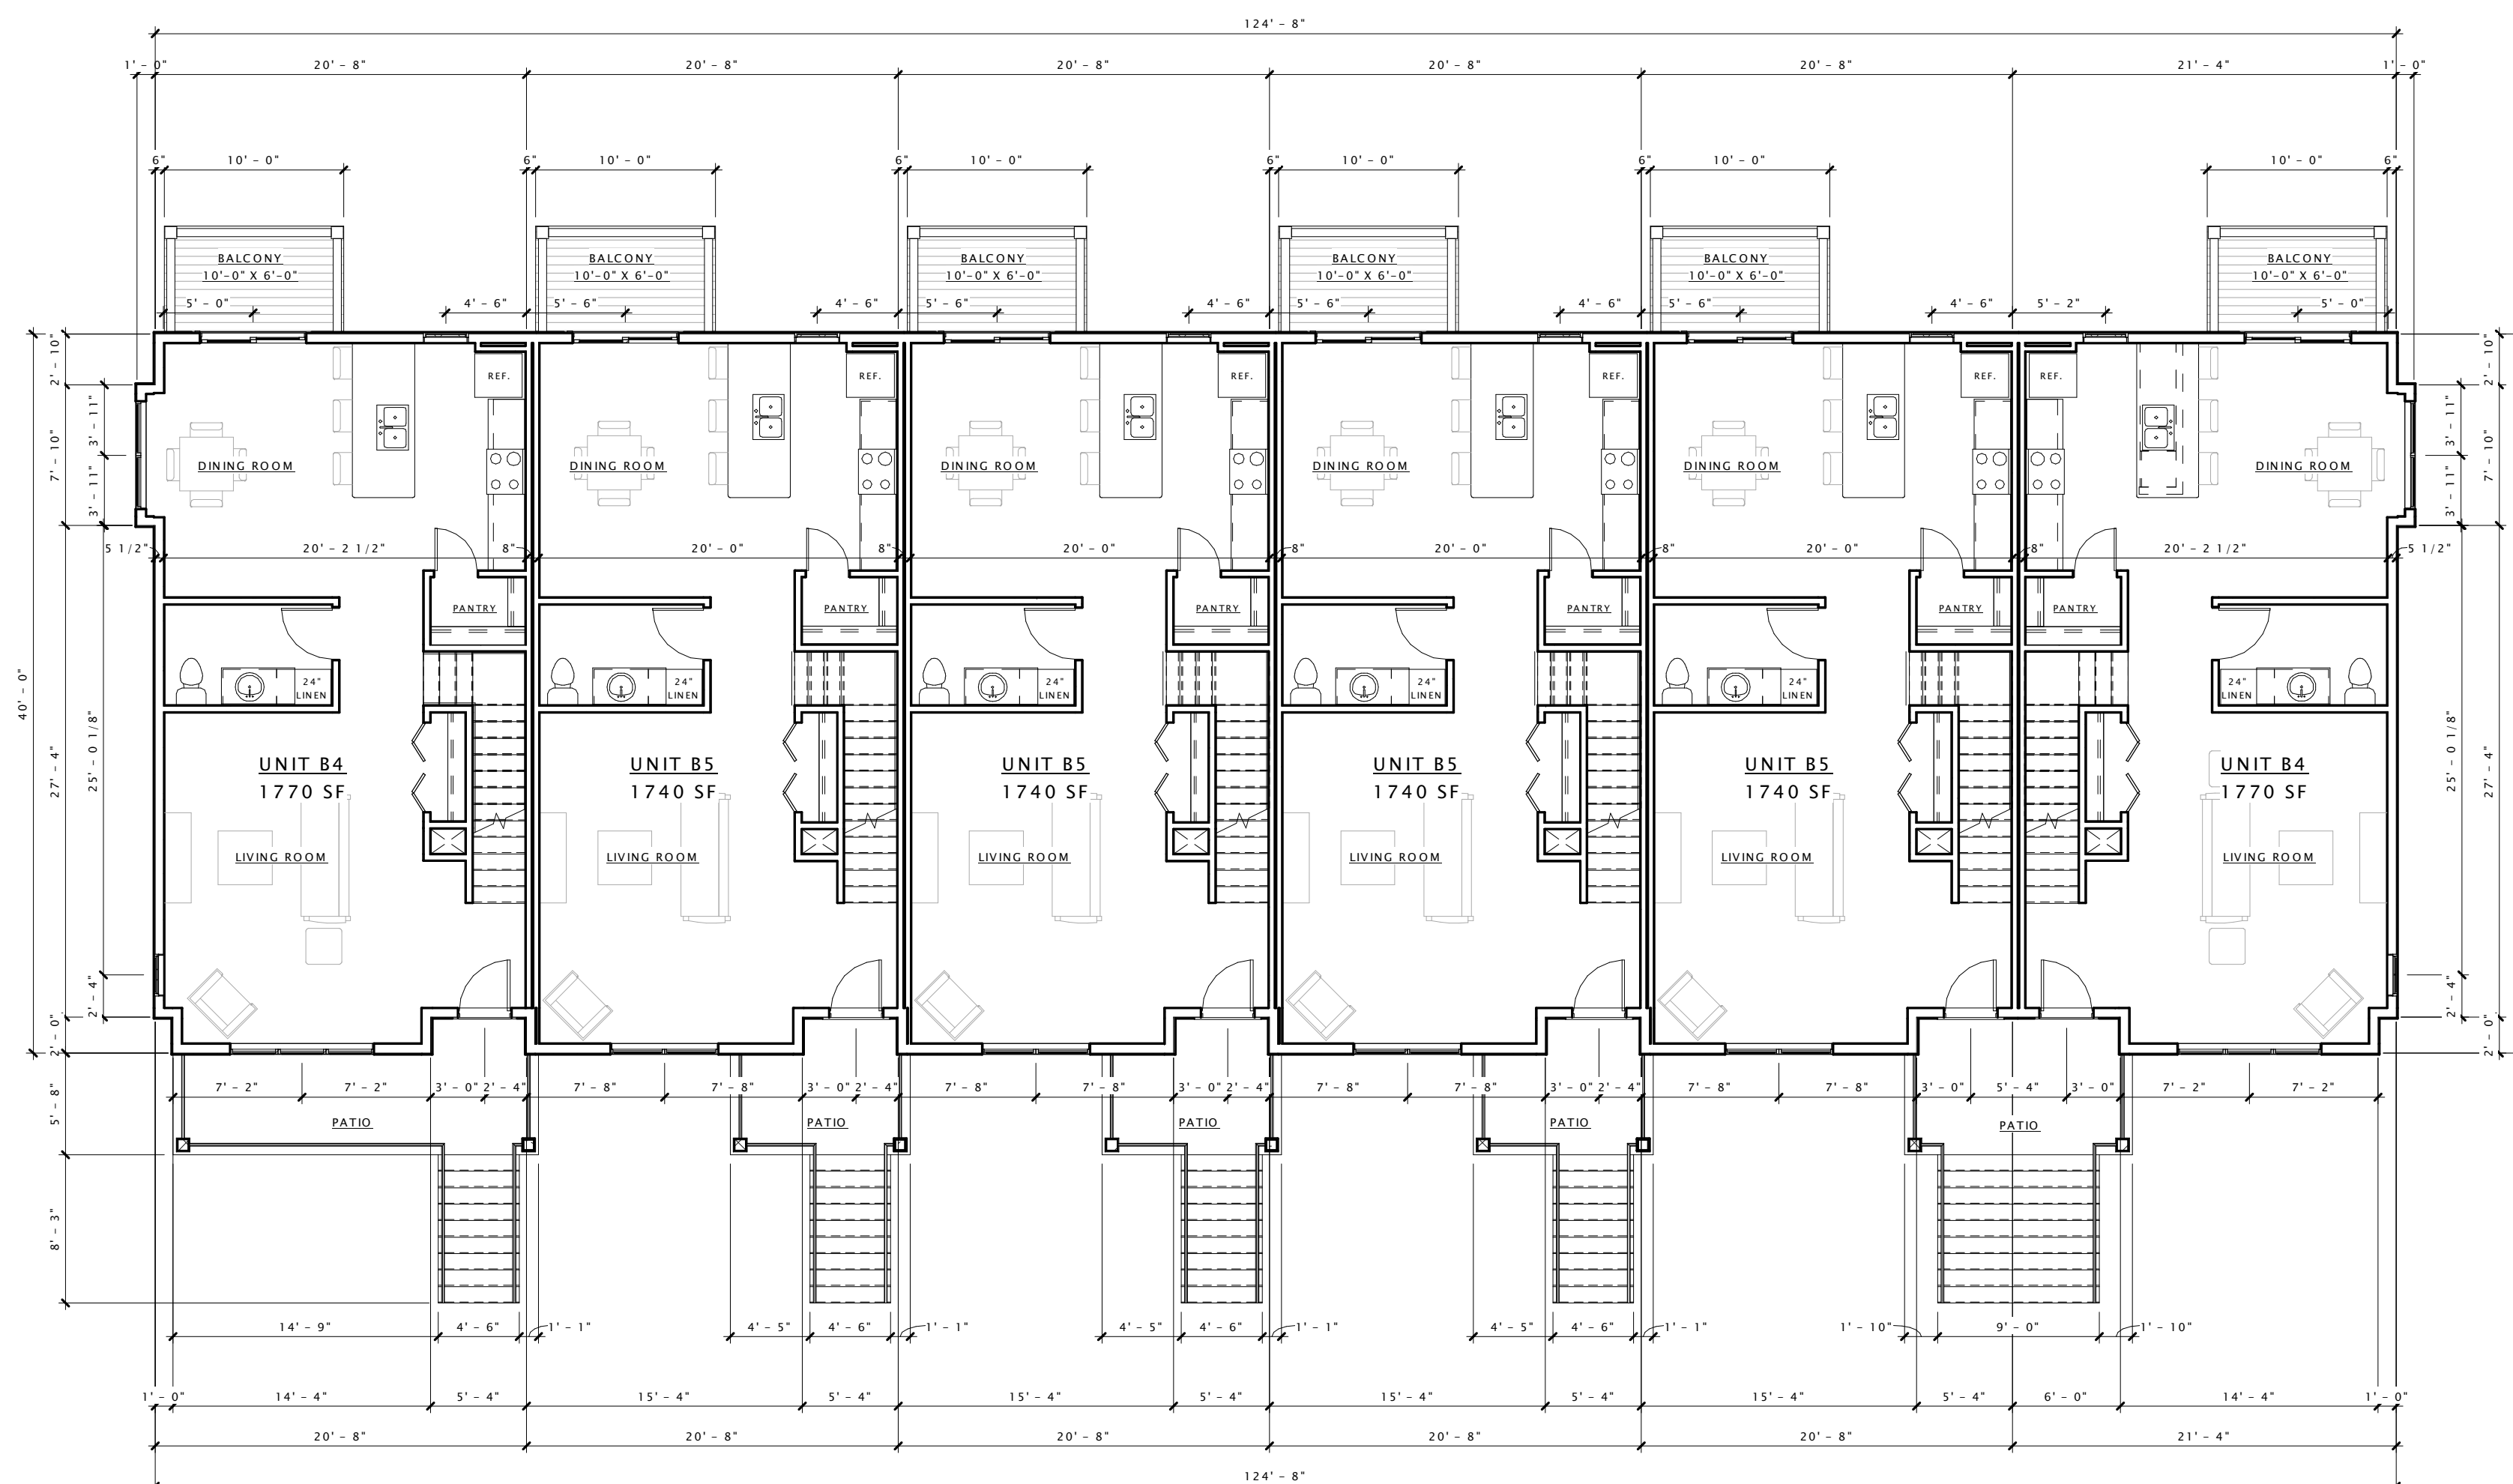 124' – 8"
1' – 0" 20' – 8" 20' – 8" 20' – 8" 20' – 8" 20' – 8" 21' – 4" 1' – 0"
6" 10' – 0" 6" 10' – 0" 6" 10' – 0" 6" 10' – 0" 6" 10' – 0" 10' – 0" 6"
BALCONY BALCONY BALCONY BALCONY BALCONY BALCONY
10'-0" X 6'-0" 10'-0" X 6'-0" 10'-0" X 6'-0" 10'-0" X 6'-0" 10'-0" X 6'-0" 10'-0" X 6'-0"
5' – 0" 4' – 6" 5' – 6" 4' – 6" 5' – 6" 4' – 6" 5' – 6" 4' – 6" 5' – 6" 4' – 6" 5' – 2" 5' – 0"
2' – 10" 2' – 10"
REF. REF. REF. REF. REF. REF.
3' – 11" 3' – 11"
7' – 10" 7' – 10"
DINING ROOM DINING ROOM DINING ROOM DINING ROOM DINING ROOM DINING ROOM
3' – 11" 3' – 11"
5 1/2" 20' – 2 1/2" 8" 20' – 0" 8" 20' – 0" 8" 20' – 0" 8" 20' – 0" 8" 20' – 2 1/2" 5 1/2"
PANTRY PANTRY PANTRY PANTRY PANTRY PANTRY
24" 24" 24" 24" 24" 24"
LINEN LINEN LINEN LINEN LINEN LINEN
40' – 0"
25' – 0 1/8" 25' – 0 1/8"
27' – 4" 27' – 4"
UNIT B4 UNIT B5 UNIT B5 UNIT B5 UNIT B5 UNIT B4
1770 SF 1740 SF 1740 SF 1740 SF 1740 SF 1770 SF
LIVING ROOM LIVING ROOM LIVING ROOM LIVING ROOM LIVING ROOM LIVING ROOM
2' – 4" 2' – 4"
2' – 0" 2' – 0"
7' – 2" 7' – 2" 3' – 0" 2' – 4" 7' – 8" 7' – 8" 3' – 0" 2' – 4" 7' – 8" 7' – 8" 3' – 0" 2' – 4" 7' – 8" 7' – 8" 3' – 0" 2' – 4" 7' – 8" 7' – 8" 3' – 0" 5' – 4" 3' – 0" 7' – 2" 7' – 2"
5' – 8"
PATIO PATIO PATIO PATIO PATIO
8' – 3"
14' – 9" 4' – 6" 1' – 1" 4' – 5" 4' – 6" 1' – 1" 4' – 5" 4' – 6" 1' – 1" 4' – 5" 4' – 6" 1' – 1" 1' – 10" 9' – 0" 1' – 10"
1' – 0" 14' – 4" 5' – 4" 15' – 4" 5' – 4" 15' – 4" 5' – 4" 15' – 4" 5' – 4" 15' – 4" 5' – 4" 6' – 0" 14' – 4" 1' – 0"
20' – 8" 20' – 8" 20' – 8" 20' – 8" 20' – 8" 21' – 4"
124' – 8"